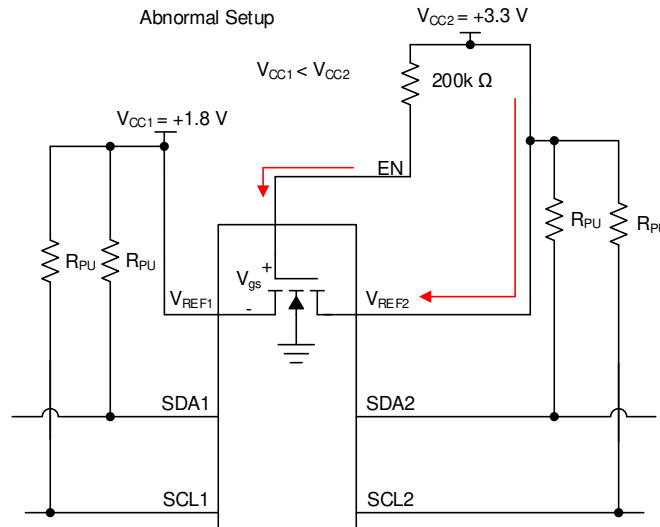 Abnormal Setup
VCC2 = +3.3 V
VCC1 < VCC2
200k Ω
VCC1 = +1.8 V
EN
RPU
RPU
RPU
RP
Vgs
+
-
VREF1
VREF2
SDA1
SDA2
SCL1
SCL2